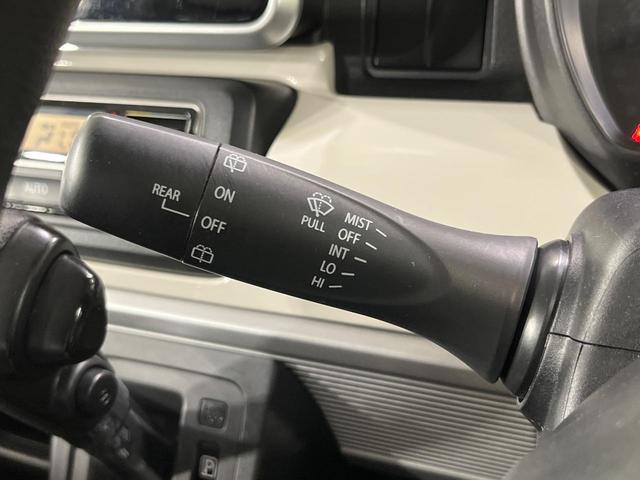 REAR
ON
OFF
PULL
MIST
OFF
INT
LO
HI
P